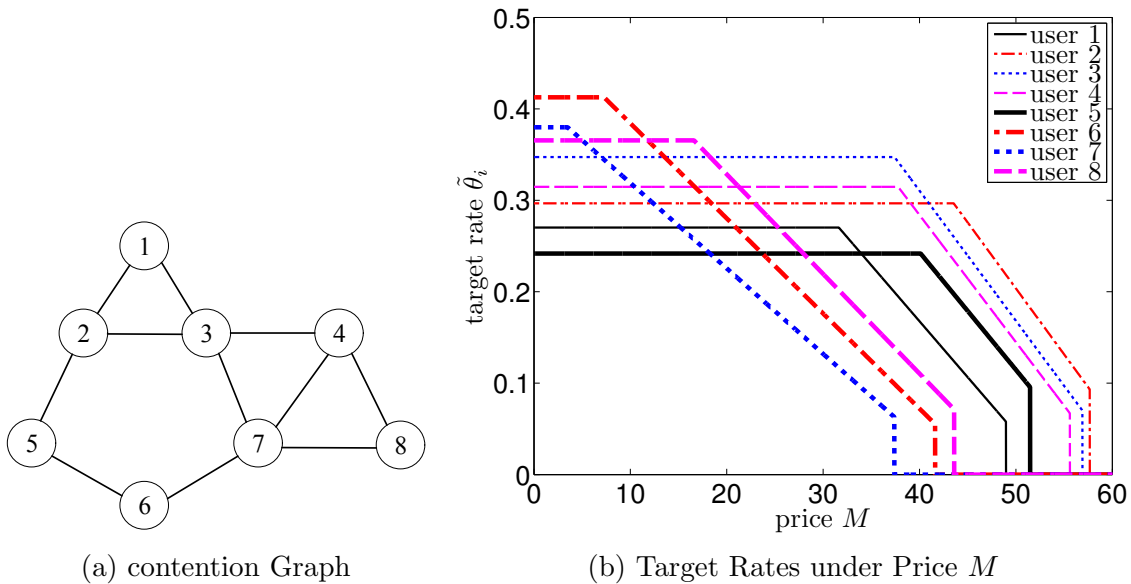 1
2
3
4
5
6
7
8
(a) contention Graph
0.5
0.4
0.3
0.2
0.1
0
target rate θ̃ᵢ
0 10 20 30 40 50 60
price M
user 1
user 2
user 3
user 4
user 5
user 6
user 7
user 8
(b) Target Rates under Price M